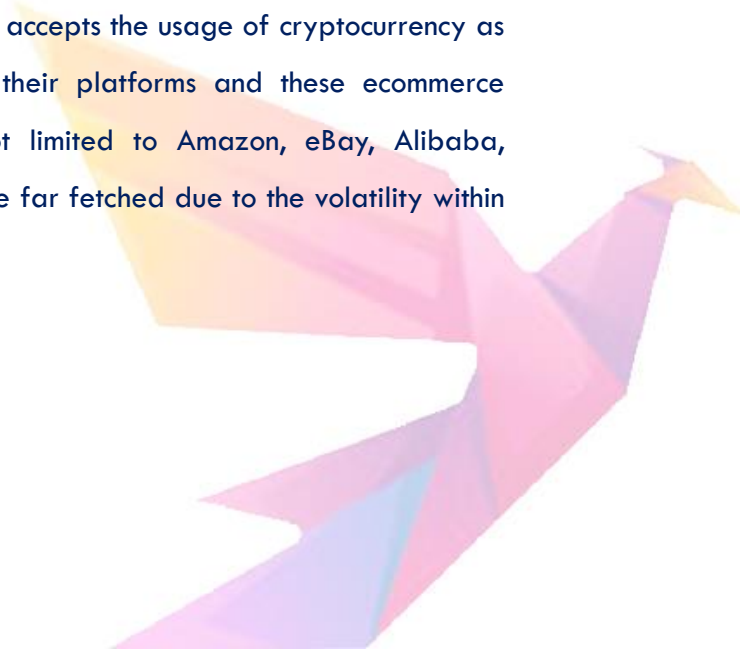 accepts the usage of cryptocurrency as
their platforms and these ecommerce
limited to Amazon, eBay, Alibaba,
far fetched due to the volatility within